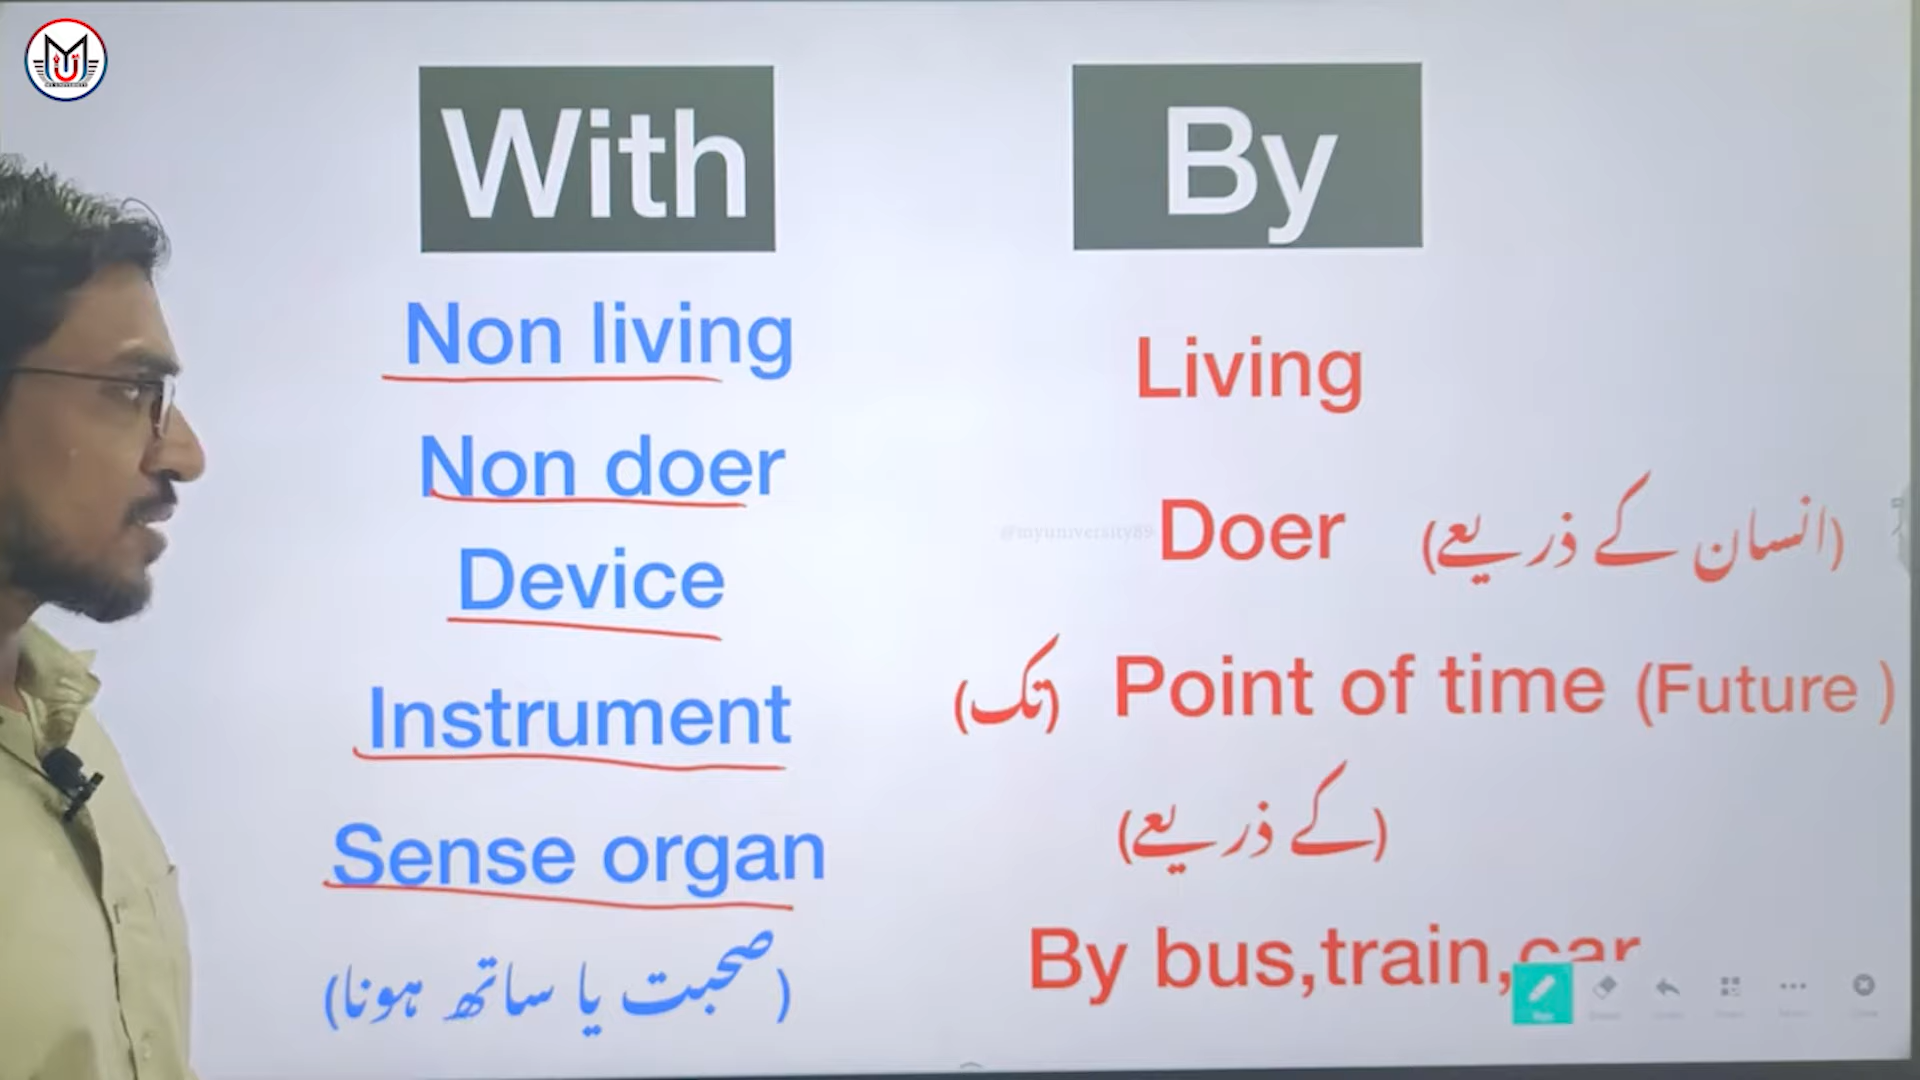 With
Non living
Non doer
Device
Instrument
Sense organ
(صحبت یا ساتھ ہونا)
By
Living
Doer (انسان کے ذریعے)
(تک) Point of time (Future )
(کے ذریعے)
By bus,train,car
@myuniversity89